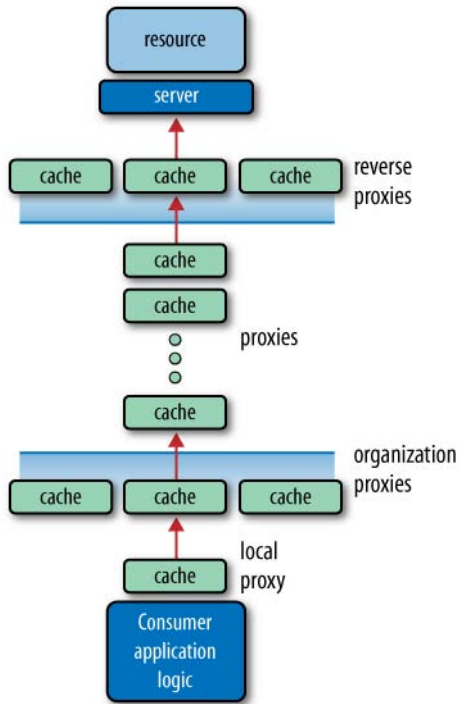 resource
server
cache
cache
cache
reverse
proxies
cache
cache
proxies
cache
organization
proxies
cache
cache
cache
local
proxy
cache
Consumer
application
logic